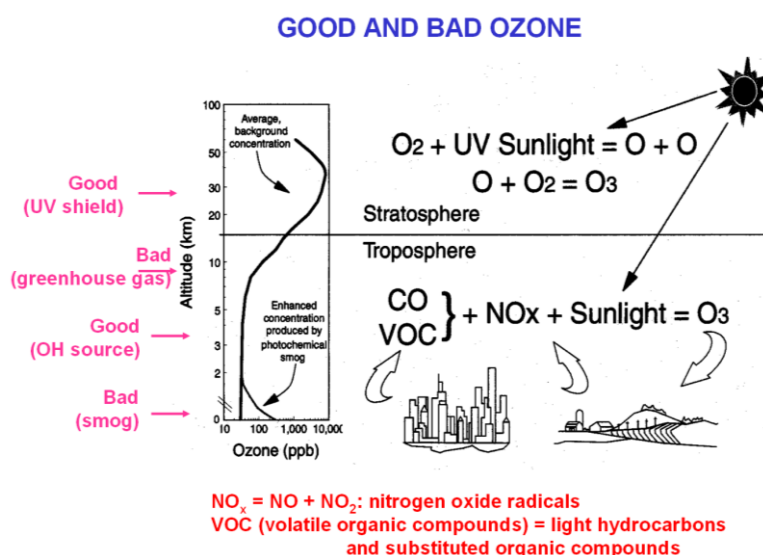 GOOD AND BAD OZONE
Good
(UV shield)
Bad
(greenhouse gas)
Good
(OH source)
Bad
(smog)
Altitude (km)
100
50
30
20
10
5
3
2
0
Average,
background
concentration
Enhanced
concentration
produced by
photochemical
smog
10 100 1,000 10,000
Ozone (ppb)
O2 + UV Sunlight = O + O
O + O2 = O3
Stratosphere
Troposphere
CO
VOC } + NOx + Sunlight = O3
NOx = NO + NO2: nitrogen oxide radicals
VOC (volatile organic compounds) = light hydrocarbons
and substituted organic compounds